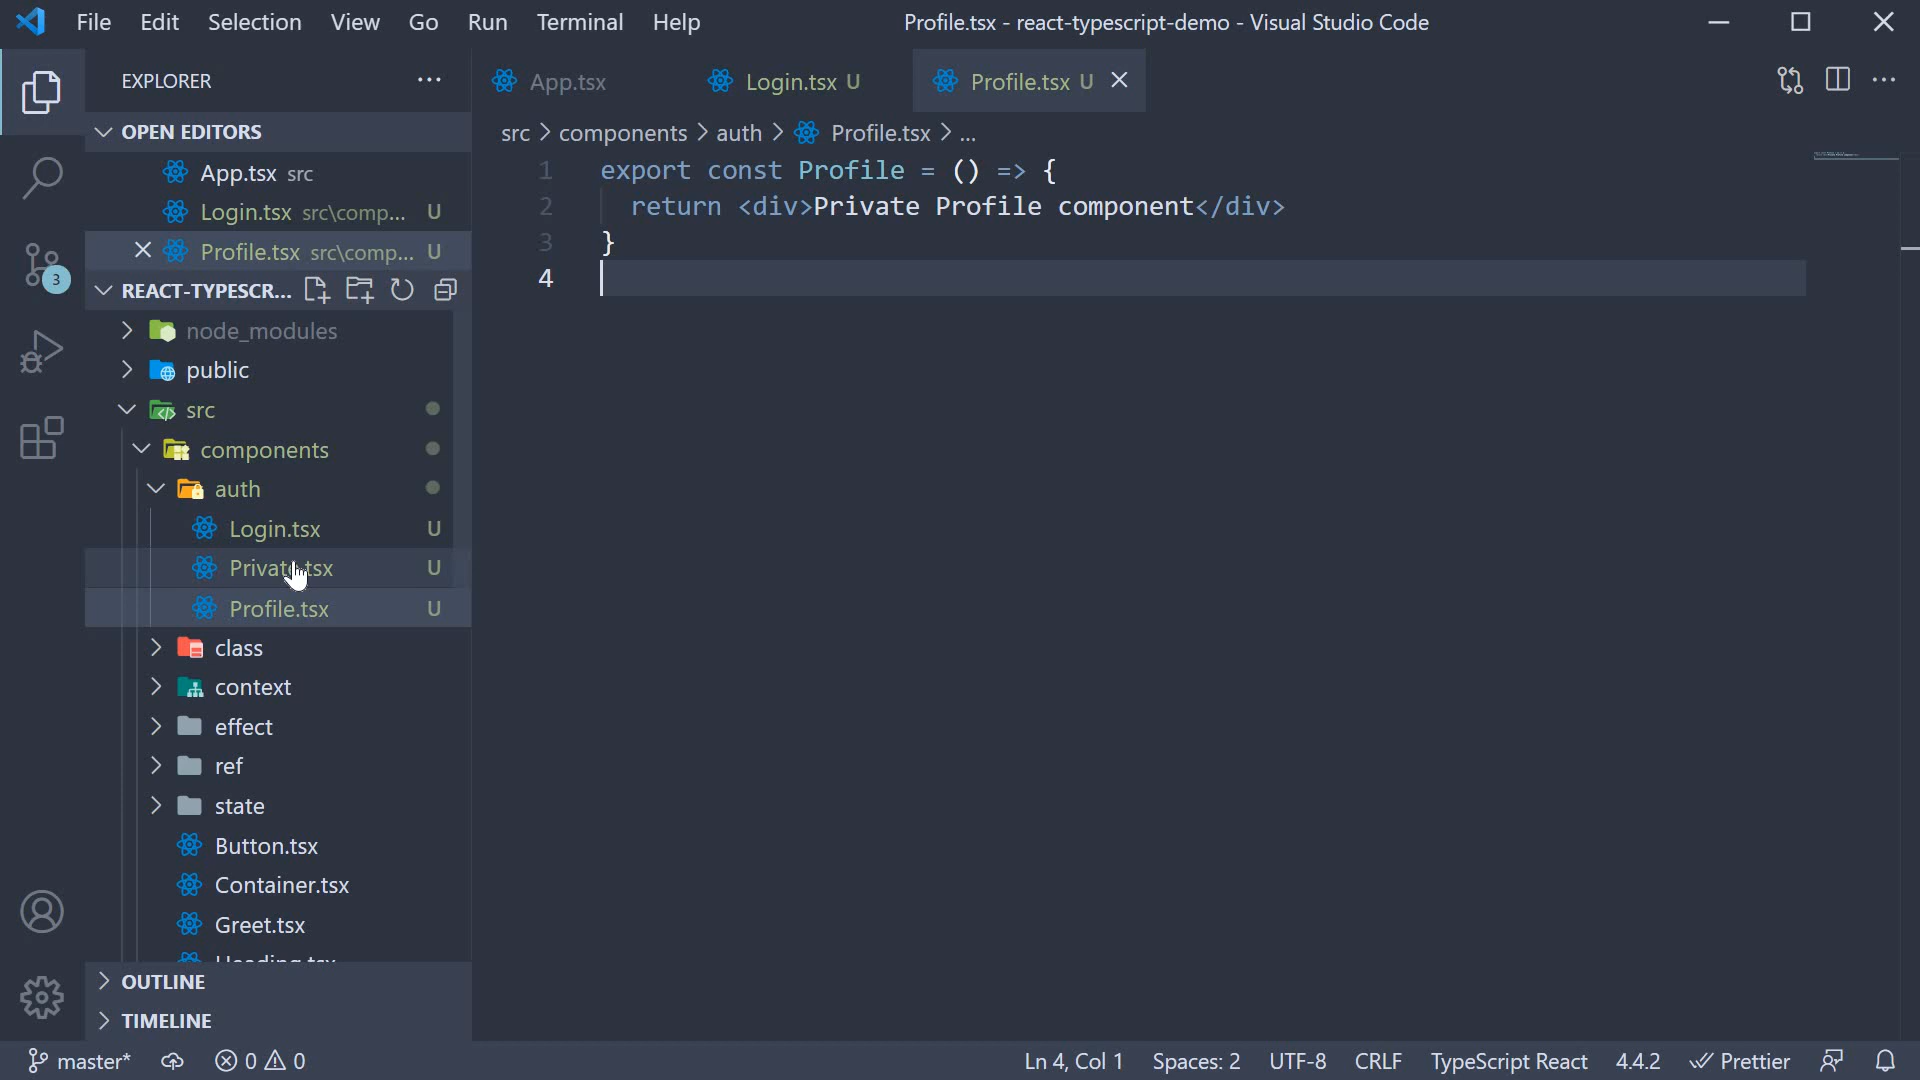 File Edit Selection View Go Run Terminal Help Profile.tsx - react-typescript-demo - Visual Studio Code
EXPLORER
App.tsx Login.tsx U Profile.tsx U
OPEN EDITORS
src > components > auth > Profile.tsx > ...
App.tsx src
Login.tsx src\comp... U
Profile.tsx src\comp... U
REACT-TYPESCR...
1 export const Profile = () => {
2 return <div>Private Profile component</div>
3 }
4
3
node_modules
public
src
components
auth
Login.tsx U
Private.tsx U
Profile.tsx U
class
context
effect
ref
state
Button.tsx
Container.tsx
Greet.tsx
Heading.tsx
OUTLINE
TIMELINE
master* 0 0 Ln 4, Col 1 Spaces: 2 UTF-8 CRLF TypeScript React 4.4.2 Prettier